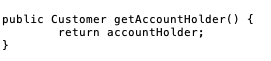 public Customer getAccountHolder() {
        return accountHolder;
}